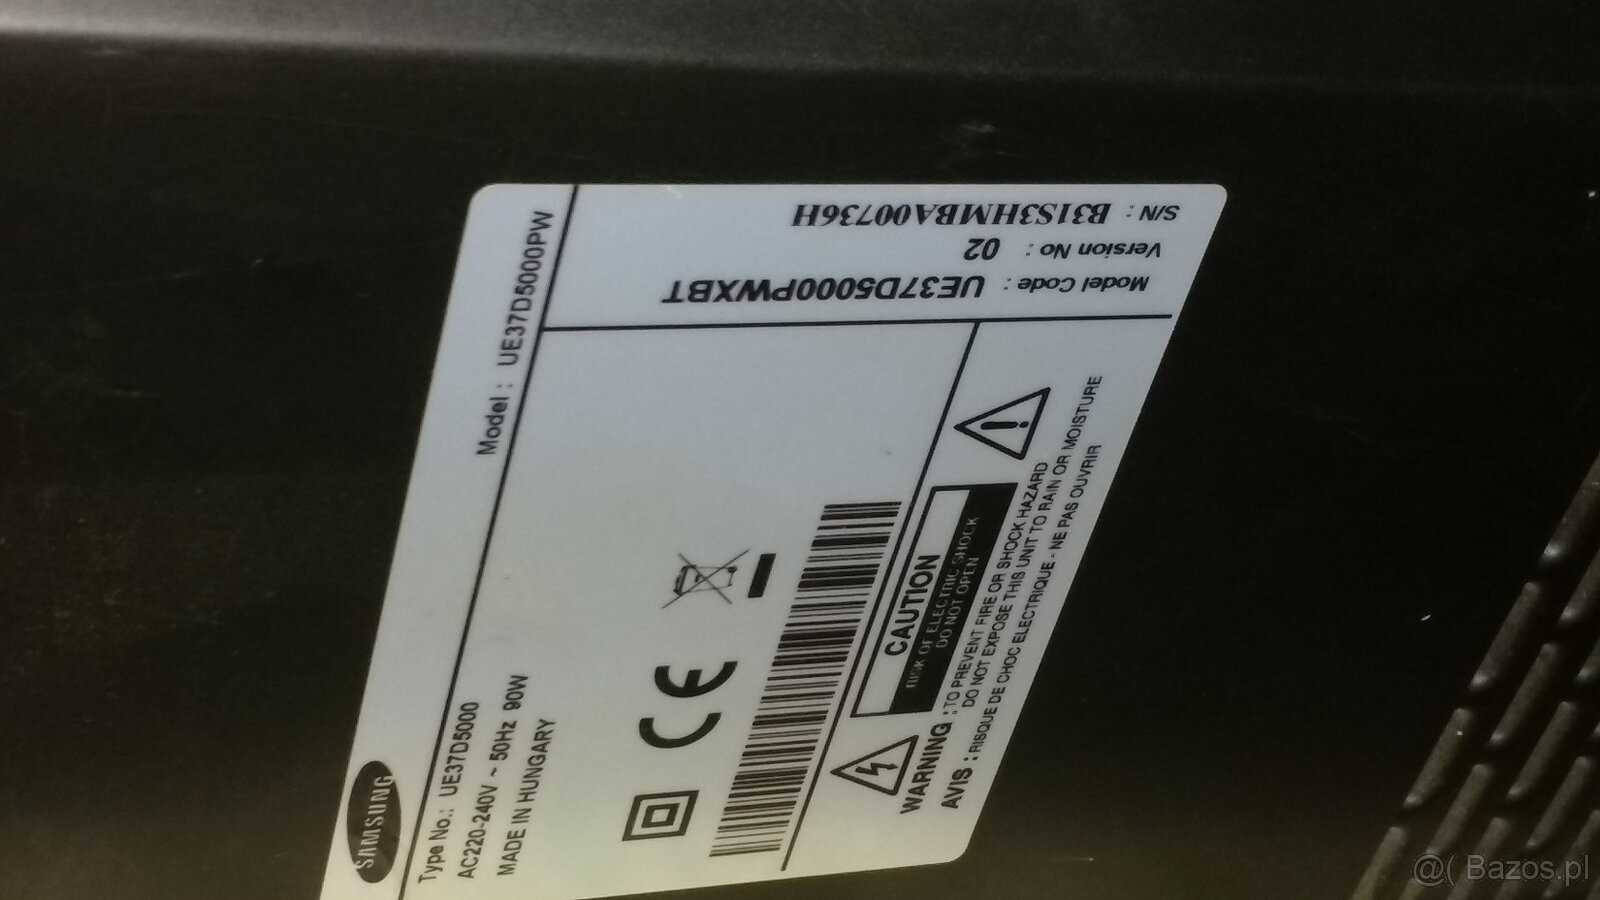 SAMSUNG
Model : UE37D5000PW
Type No.: UE37D5000
AC220-240V ~ 50Hz 90W
MADE IN HUNGARY
CE
CAUTION
RISK OF ELECTRIC SHOCK
DO NOT OPEN
WARNING : TO PREVENT FIRE OR SHOCK HAZARD
DO NOT EXPOSE THIS UNIT TO RAIN OR MOISTURE
AVIS : RISQUE DE CHOC ELECTRIQUE - NE PAS OUVRIR
Model Code : UE37D5000PWXBT
Version No : 02
S/N : B31S3HMBA00736H
@( Bazos.pl